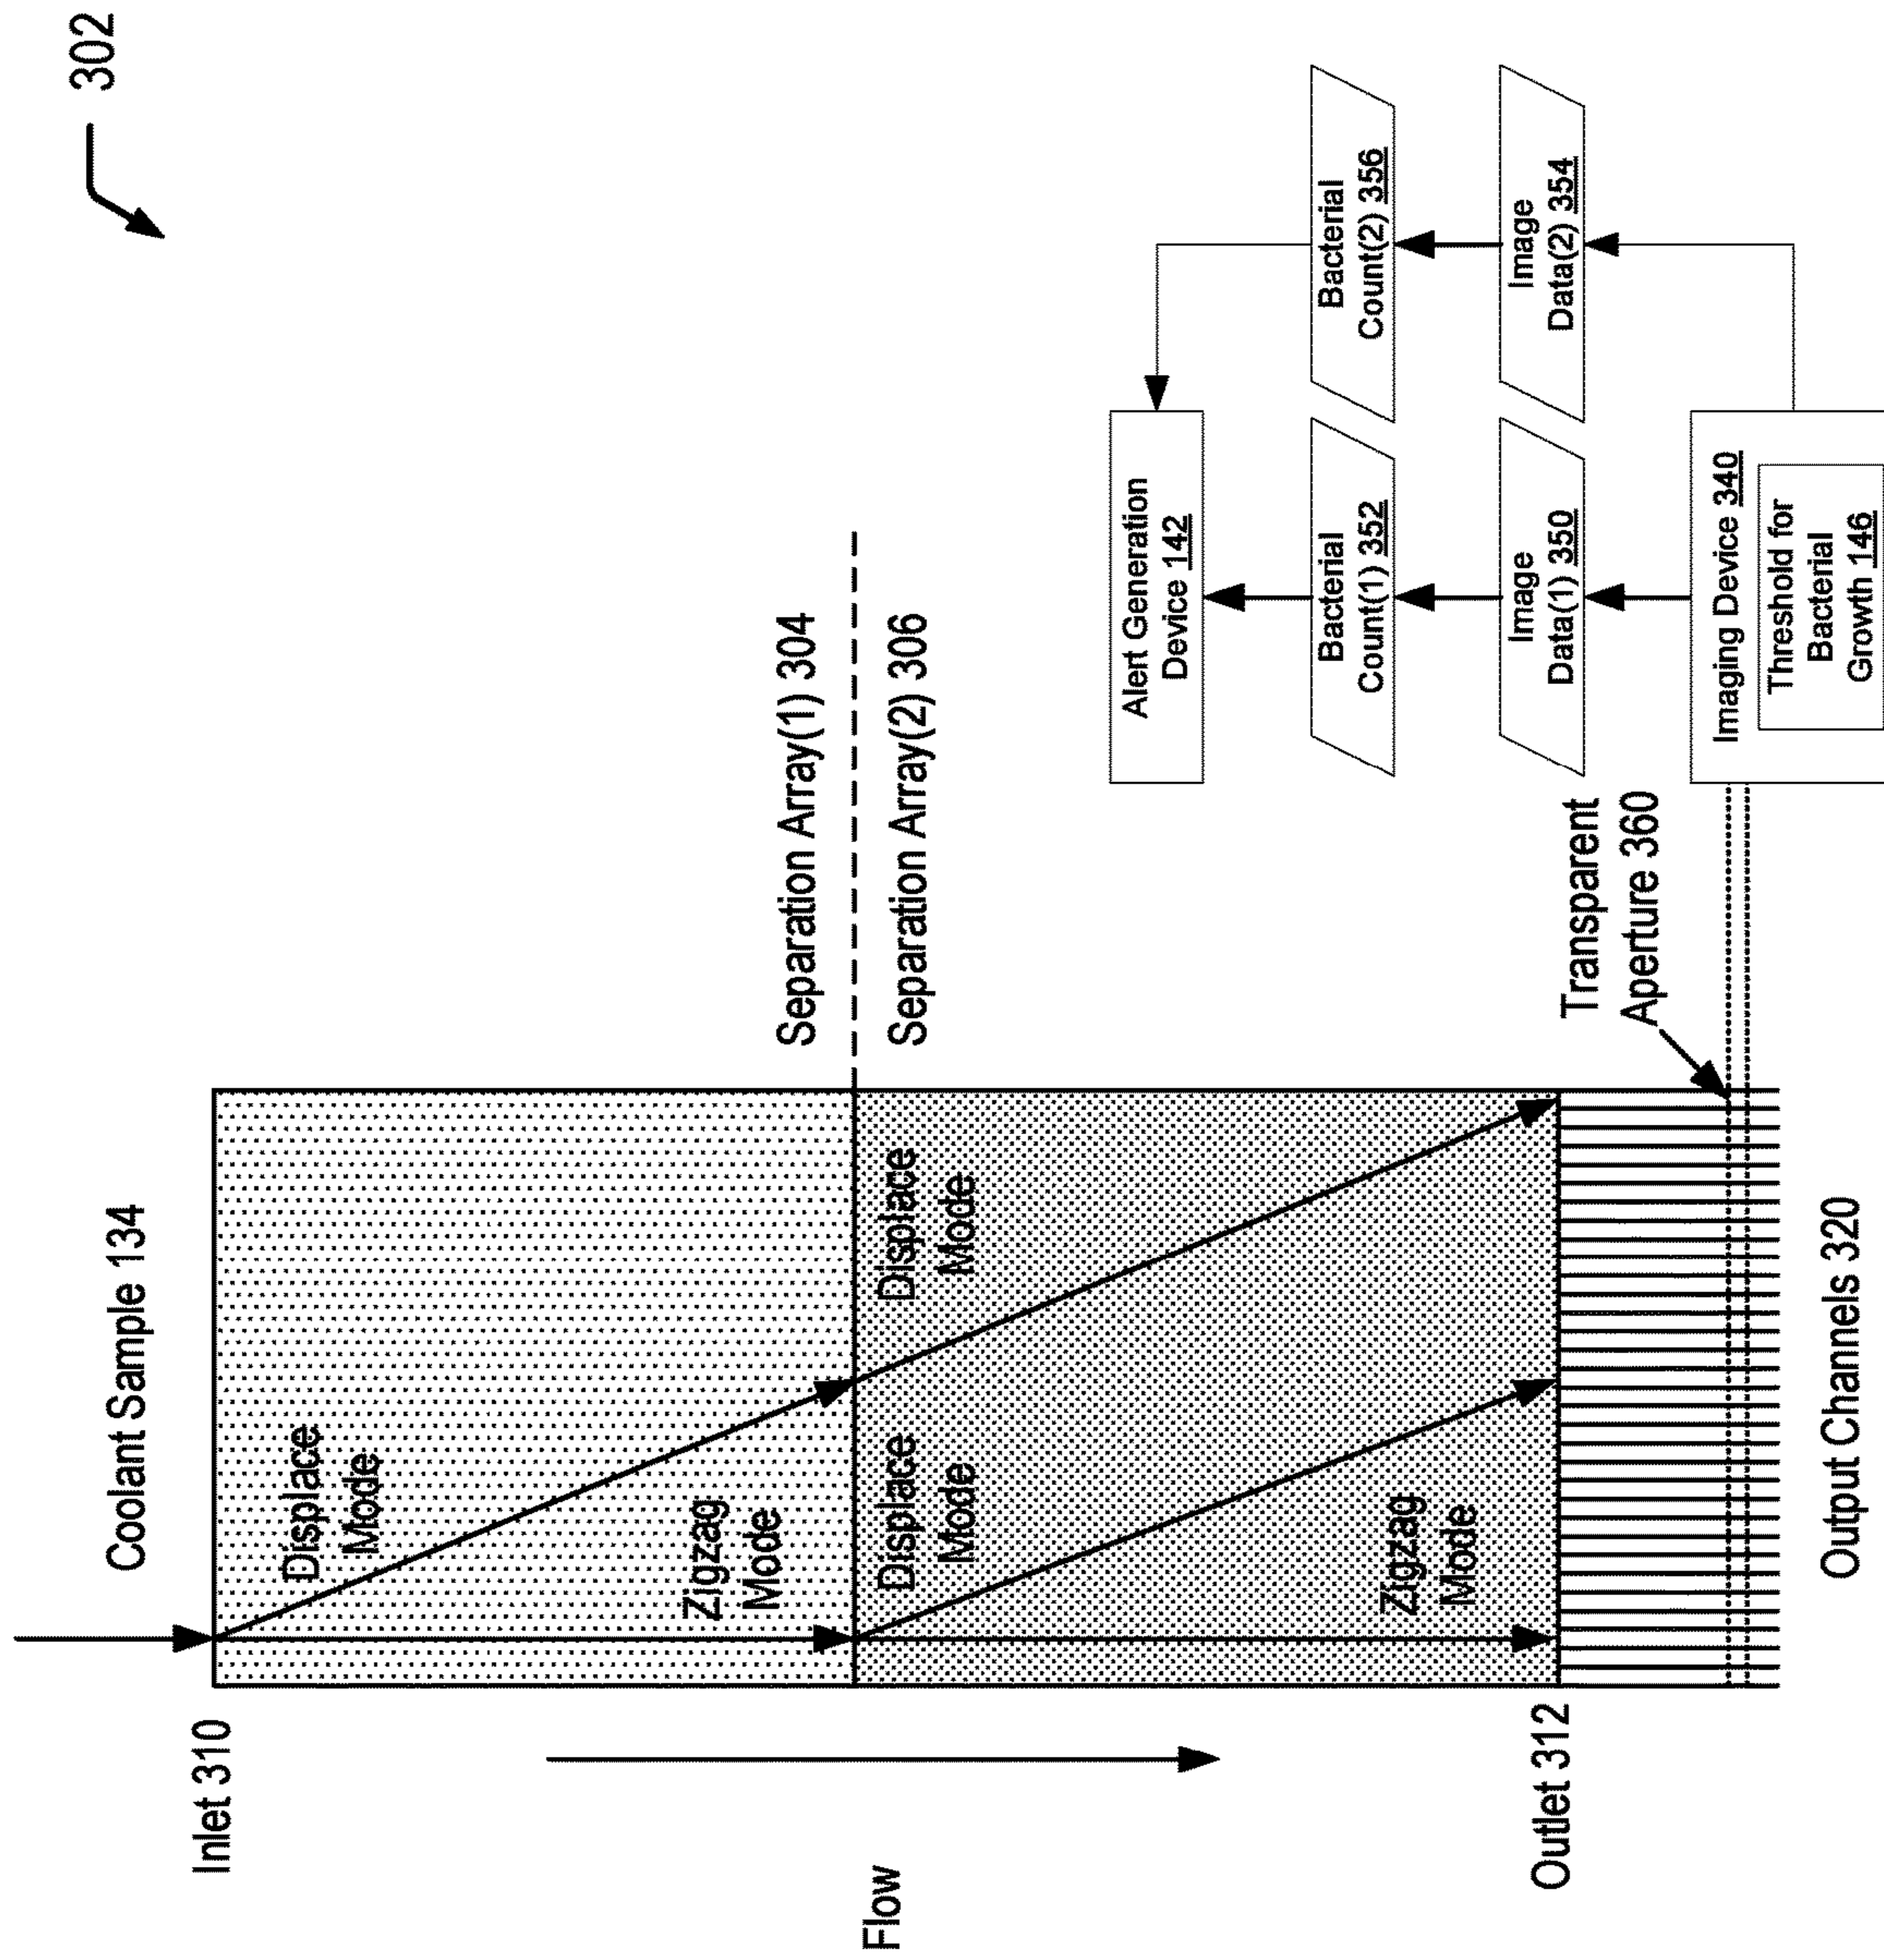 302
Coolant Sample 134
Inlet 310
Displace
Mode
Zigzag
Mode
Separation Array(1) 304
Separation Array(2) 306
Flow
Displace
Mode
Displace
Mode
Zigzag
Mode
Outlet 312
Output Channels 320
Transparent
Aperture 360
Alert Generation
Device 142
Bacterial
Count(1) 352
Bacterial
Count(2) 356
Image
Data(1) 350
Image
Data(2) 354
Imaging Device 340
Threshold for
Bacterial
Growth 146